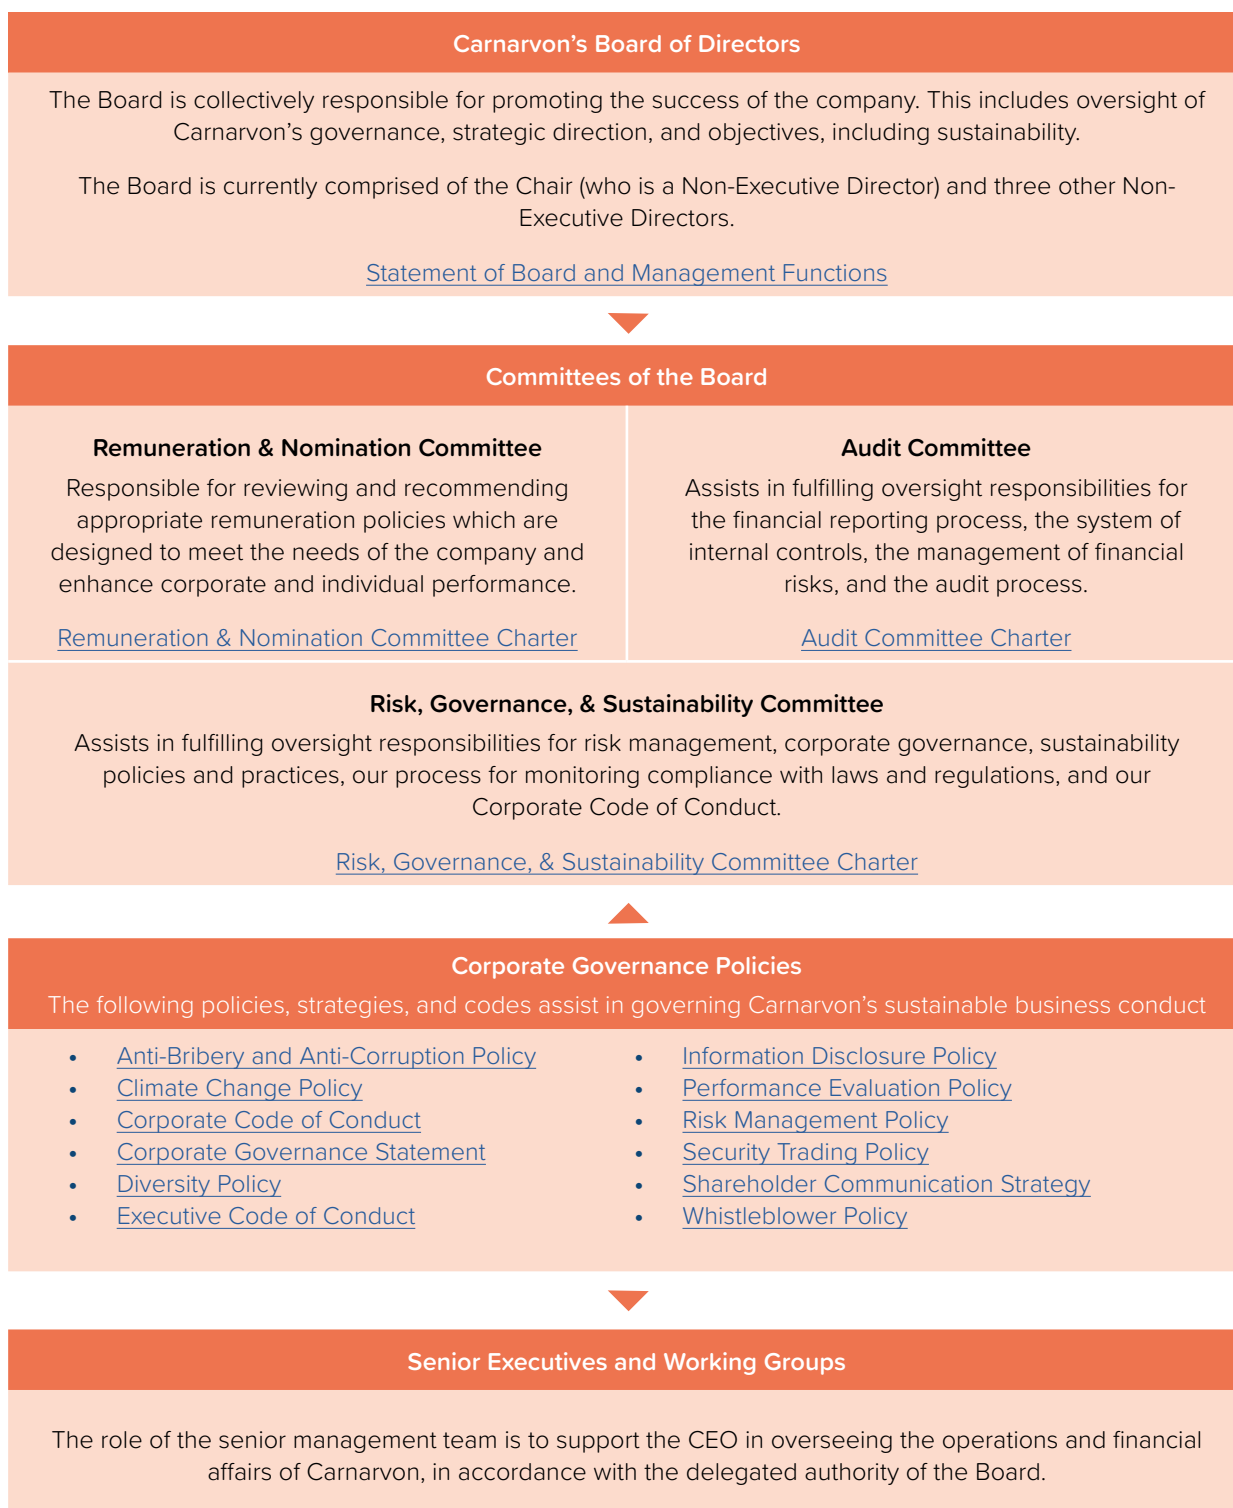 Carnarvon’s Board of Directors
The Board is collectively responsible for promoting the success of the company. This includes oversight of
Carnarvon’s governance, strategic direction, and objectives, including sustainability.
The Board is currently comprised of the Chair (who is a Non-Executive Director) and three other Non-
Executive Directors.
Statement of Board and Management Functions
Committees of the Board
Remuneration & Nomination Committee
Responsible for reviewing and recommending
appropriate remuneration policies which are
designed to meet the needs of the company and
enhance corporate and individual performance.
Remuneration & Nomination Committee Charter
Audit Committee
Assists in fulfilling oversight responsibilities for
the financial reporting process, the system of
internal controls, the management of financial
risks, and the audit process.
Audit Committee Charter
Risk, Governance, & Sustainability Committee
Assists in fulfilling oversight responsibilities for risk management, corporate governance, sustainability
policies and practices, our process for monitoring compliance with laws and regulations, and our
Corporate Code of Conduct.
Risk, Governance, & Sustainability Committee Charter
Corporate Governance Policies
The following policies, strategies, and codes assist in governing Carnarvon’s sustainable business conduct
• Anti-Bribery and Anti-Corruption Policy
• Climate Change Policy
• Corporate Code of Conduct
• Corporate Governance Statement
• Diversity Policy
• Executive Code of Conduct
• Information Disclosure Policy
• Performance Evaluation Policy
• Risk Management Policy
• Security Trading Policy
• Shareholder Communication Strategy
• Whistleblower Policy
Senior Executives and Working Groups
The role of the senior management team is to support the CEO in overseeing the operations and financial
affairs of Carnarvon, in accordance with the delegated authority of the Board.